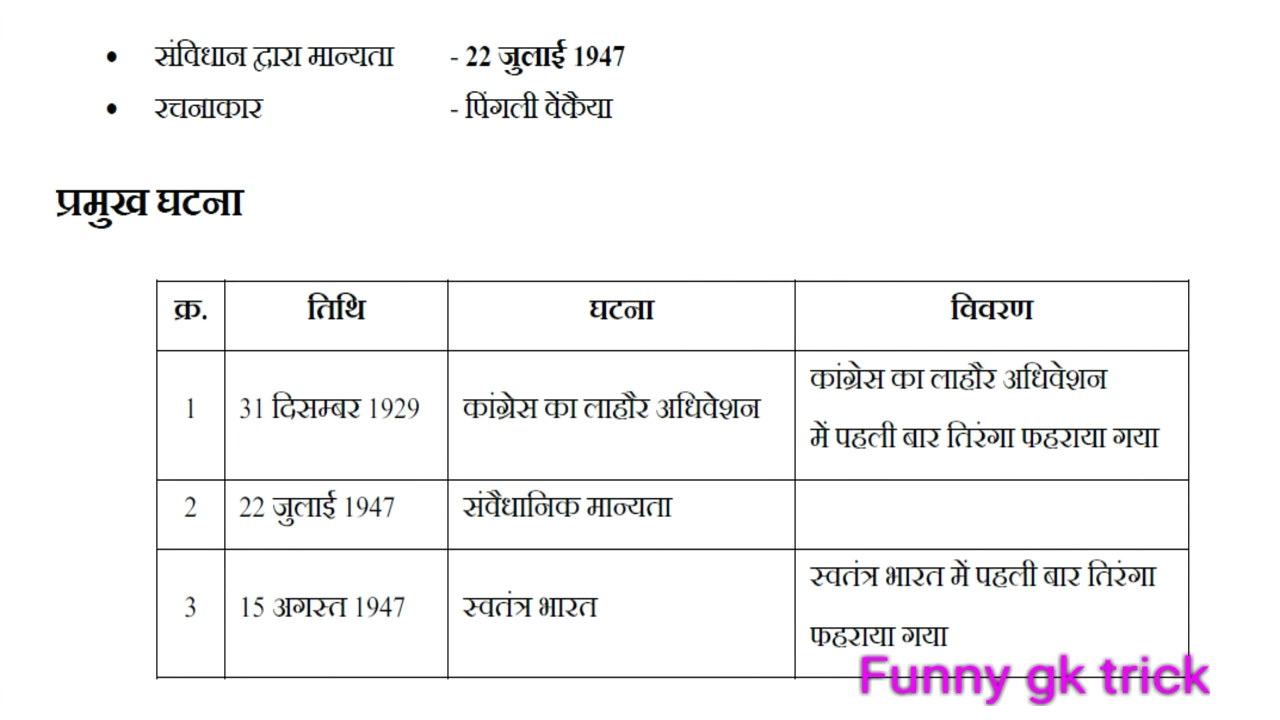 • संविधान द्वारा मान्यता - 22 जुलाई 1947
• रचनाकार - पिंगली वेंकैया
प्रमुख घटना
क्र. तिथि घटना विवरण
1 31 दिसम्बर 1929 कांग्रेस का लाहौर अधिवेशन कांग्रेस का लाहौर अधिवेशन
में पहली बार तिरंगा फहराया गया
2 22 जुलाई 1947 संवैधानिक मान्यता
3 15 अगस्त 1947 स्वतंत्र भारत स्वतंत्र भारत में पहली बार तिरंगा
फहराया गया
Funny gk trick